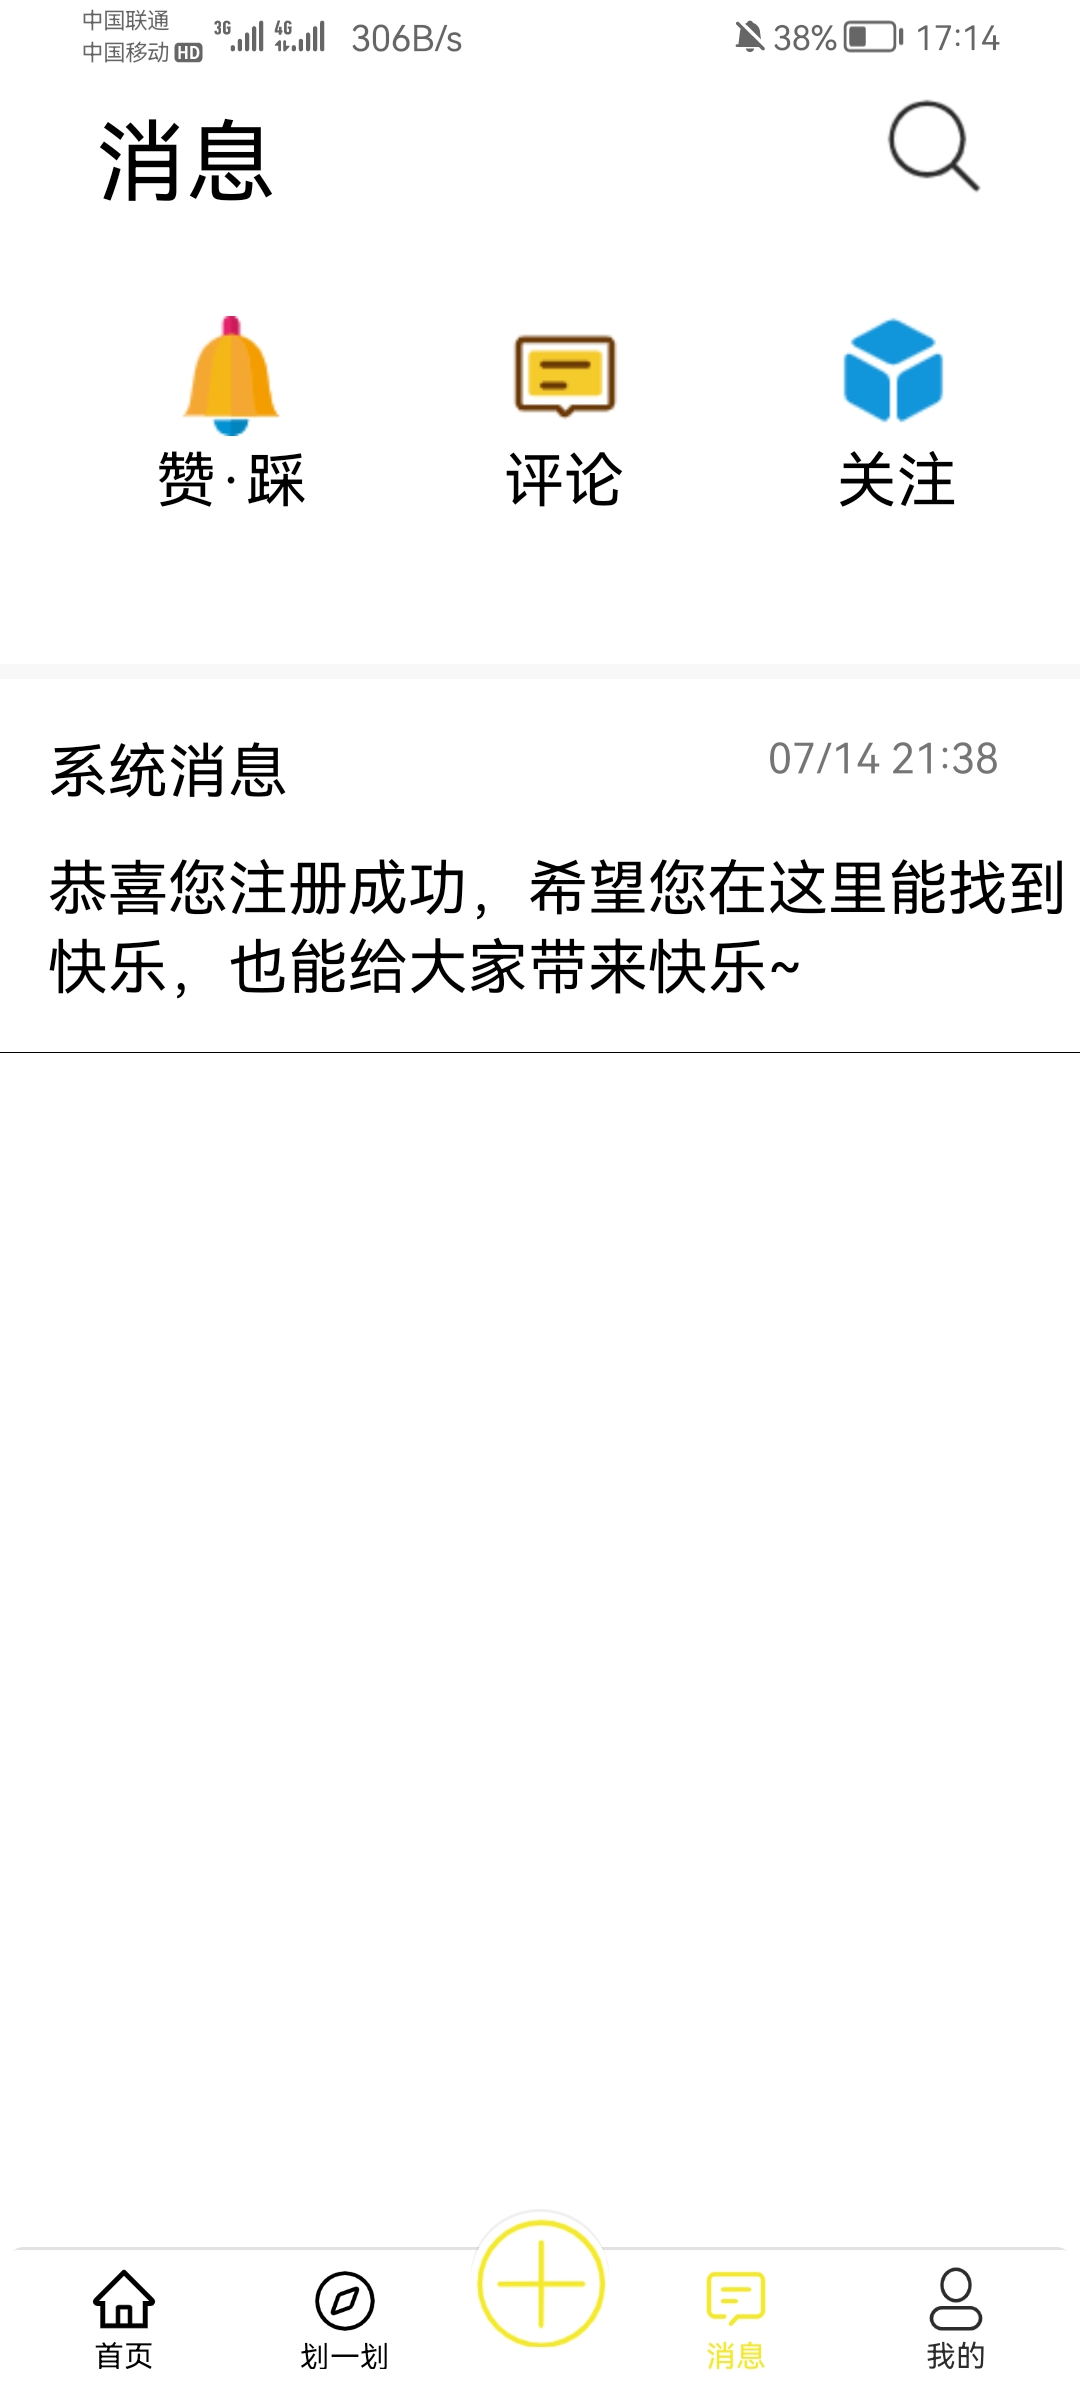 中国联通
中国移动 HD 3G 4G 306B/s 38% 17:14
消息
赞·踩 评论 关注
系统消息 07/14 21:38
恭喜您注册成功，希望您在这里能找到
快乐，也能给大家带来快乐~
首页 划一划 消息 我的